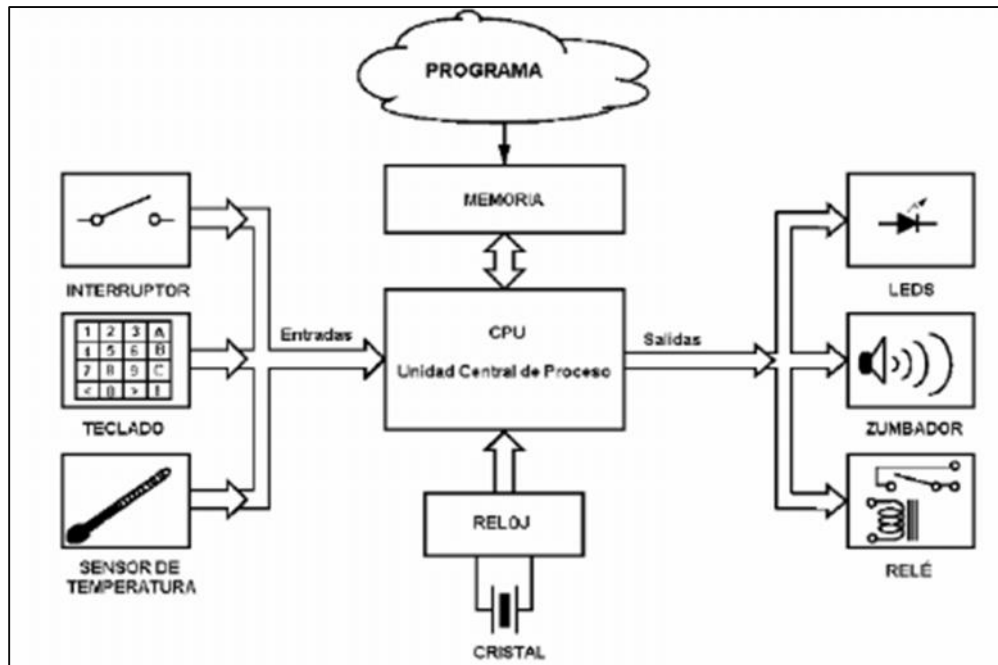 PROGRAMA
MEMORIA
INTERRUPTOR
Entradas
CPU
Unidad Central de Proceso
Salidas
LEDS
1 2 3 A
4 5 6 B
7 8 9 C
< 0 >
TECLADO
ZUMBADOR
SENSOR DE
TEMPERATURA
RELOJ
CRISTAL
RELÉ